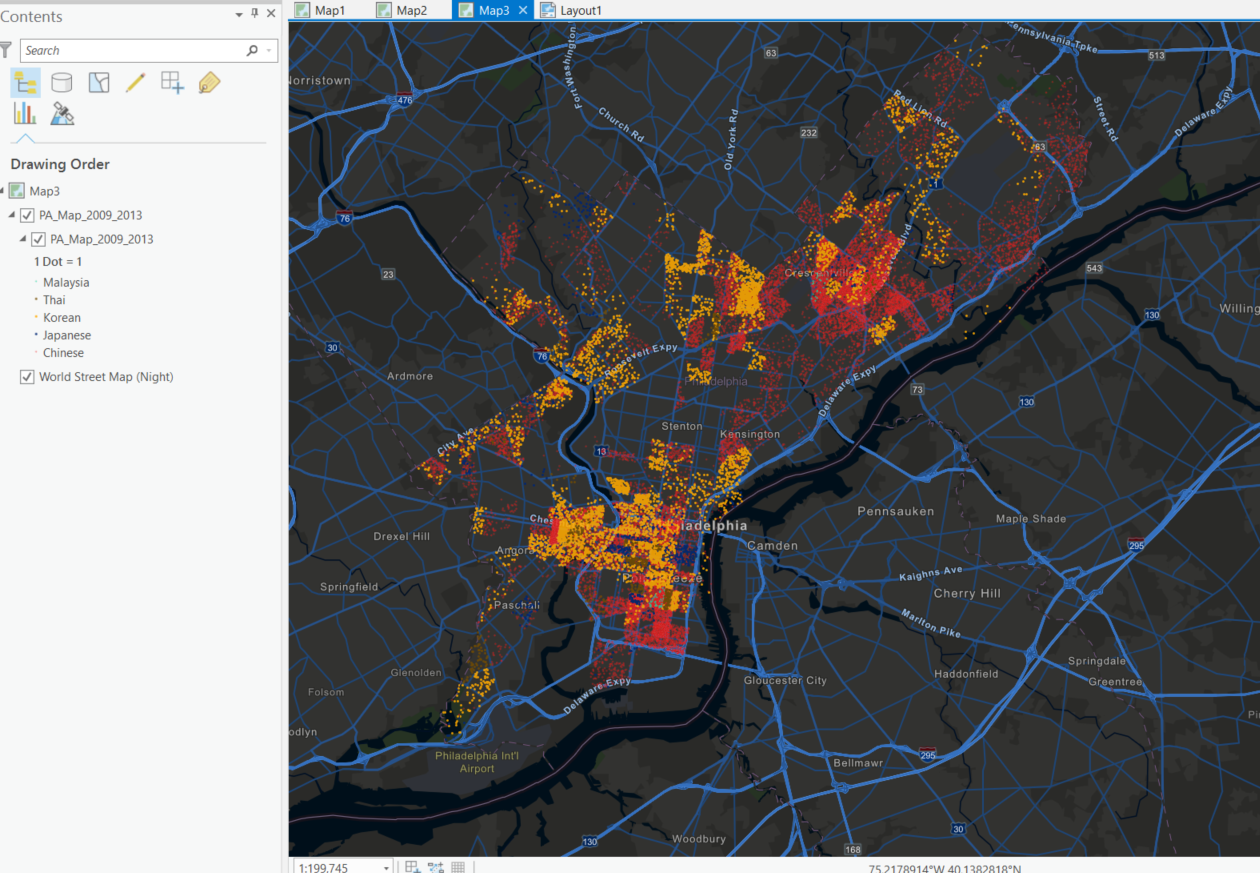 Contents
Map1
Map2
Map3
Layout1
Search
Drawing Order
Map3
PA_Map_2009_2013
PA_Map_2009_2013
1 Dot = 1
Malaysia
Thai
Korean
Japanese
Chinese
World Street Map (Night)
ennsylvania Tpke
513
63
Fort Washington
476
Norristown
Church Rd
Old York Rd
232
Red Lion Rd
Street Rd
Delaware Expy
63
1
76
23
543
Blvd
130
Willing
30
76
Roosevelt Expy
Ardmore
Philadelphia
Delaware Expy
73
130
Stenton
Kensington
City Ave
13
Pennsauken
Maple Shade
iladelphia
Drexel Hill
Camden
295
Springfield
Kaighns Ave
Cherry Hill
Paschall
Marlton Pike
Springdale
Greentree
Glenolden
Haddonfield
Gloucester City
Folsom
Delaware Expy
odlyn
Philadelphia Int'l
Airport
295
Bellmawr
130
Woodbury
30
168
1:199,745
75.2178914°W 40.1382818°N